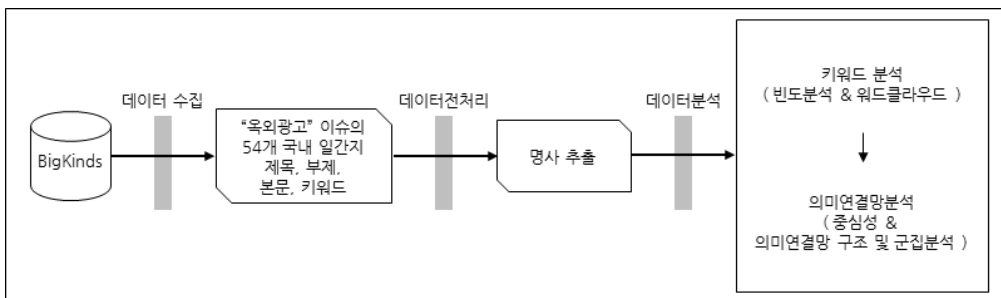 BigKinds
데이터 수집
"옥외광고" 이슈의
54개 국내 일간지
제목, 부제,
본문, 키워드
데이터전처리
명사 추출
데이터분석
키워드 분석
( 빈도분석 & 워드클라우드 )
의미연결망분석
( 중심성 &
의미연결망 구조 및 군집분석 )